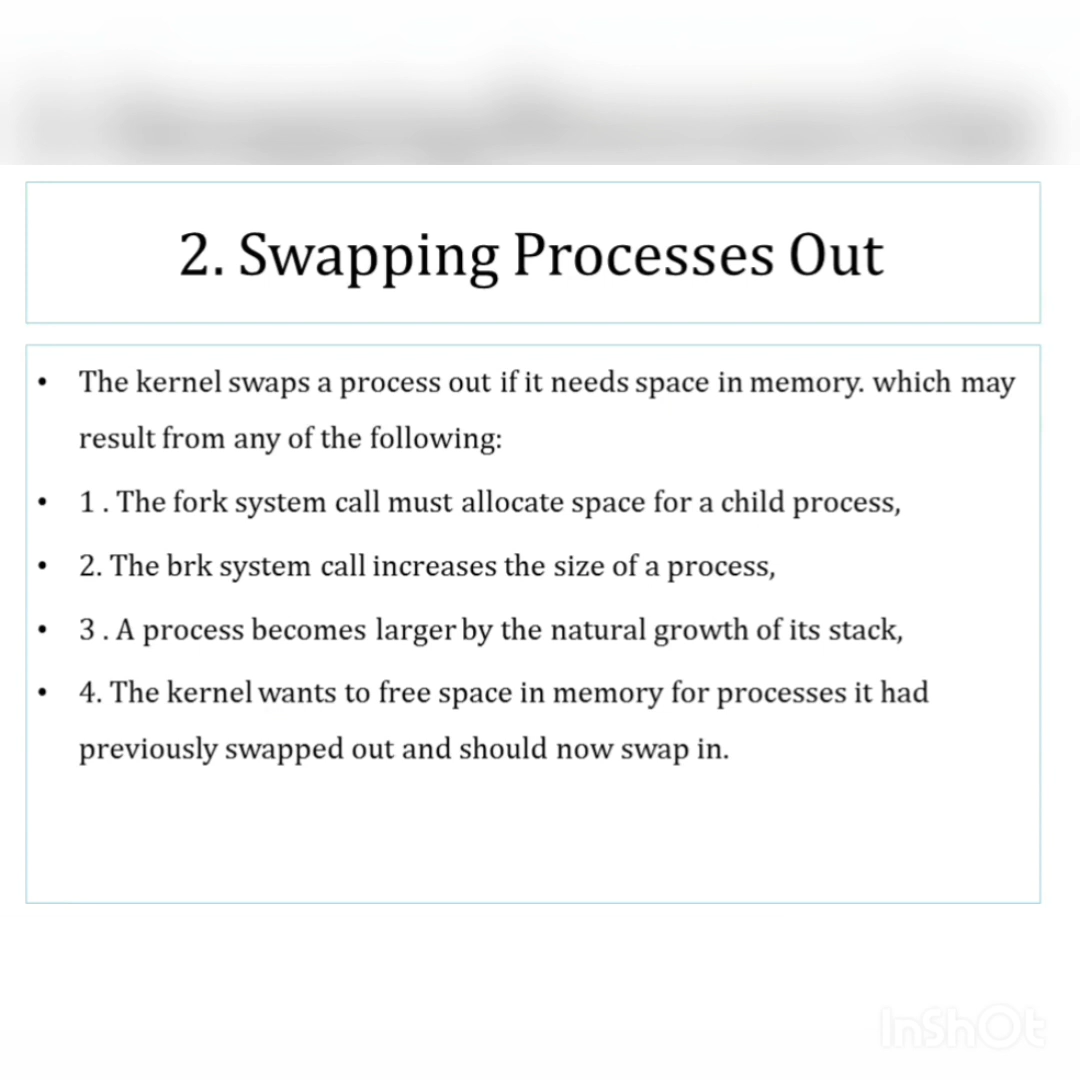 2. Swapping Processes Out
• The kernel swaps a process out if it needs space in memory. which may
result from any of the following:
• 1 . The fork system call must allocate space for a child process,
• 2. The brk system call increases the size of a process,
• 3 . A process becomes larger by the natural growth of its stack,
• 4. The kernel wants to free space in memory for processes it had
previously swapped out and should now swap in.
InShOt